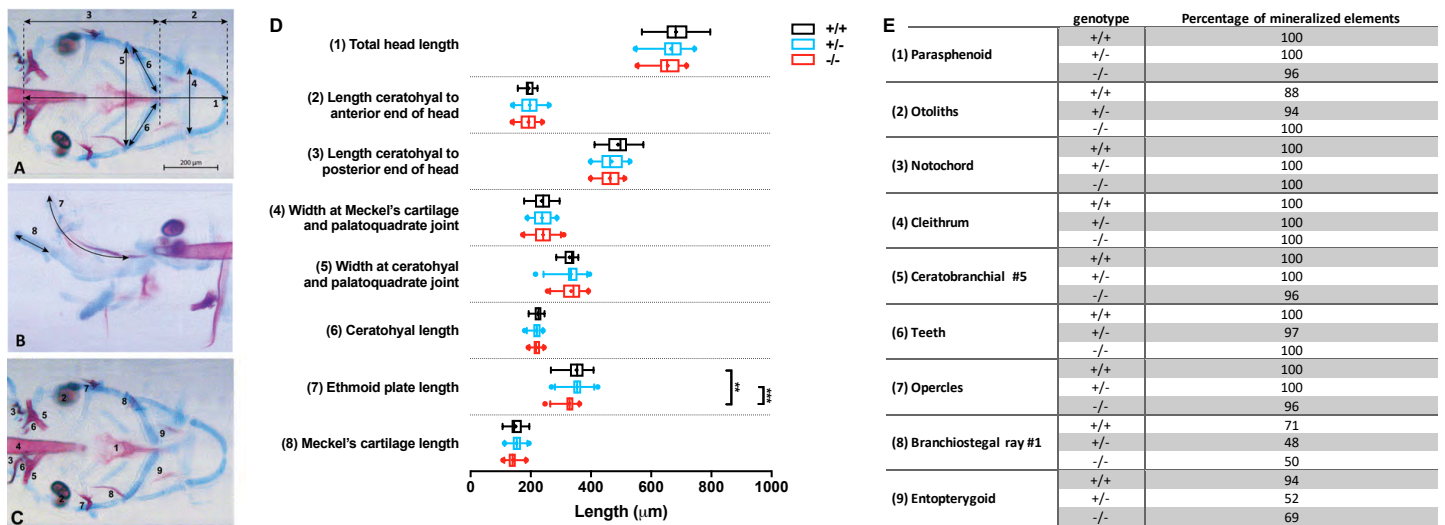 3
2
5
6
4
1
6
200 µm
A
7
8
B
7
2
8
3
5
6
9
4
1
3
6
5
9
2
7
8
C
D
+/+
+/-
-/-
(1) Total head length
(2) Length ceratohyal to
anterior end of head
(3) Length ceratohyal to
posterior end of head
(4) Width at Meckel's cartilage
and palatoquadrate joint
(5) Width at ceratohyal
and palatoquadrate joint
(6) Ceratohyal length
(7) Ethmoid plate length
**
***
(8) Meckel's cartilage length
0 200 400 600 800 1000
Length (µm)
E
genotype Percentage of mineralized elements
(1) Parasphenoid
+/+ 100
+/- 100
-/- 96
(2) Otoliths
+/+ 88
+/- 94
-/- 100
(3) Notochord
+/+ 100
+/- 100
-/- 100
(4) Cleithrum
+/+ 100
+/- 100
-/- 100
(5) Ceratobranchial #5
+/+ 100
+/- 100
-/- 96
(6) Teeth
+/+ 100
+/- 97
-/- 100
(7) Opercles
+/+ 100
+/- 100
-/- 96
(8) Branchiostegal ray #1
+/+ 71
+/- 48
-/- 50
(9) Entopterygoid
+/+ 94
+/- 52
-/- 69